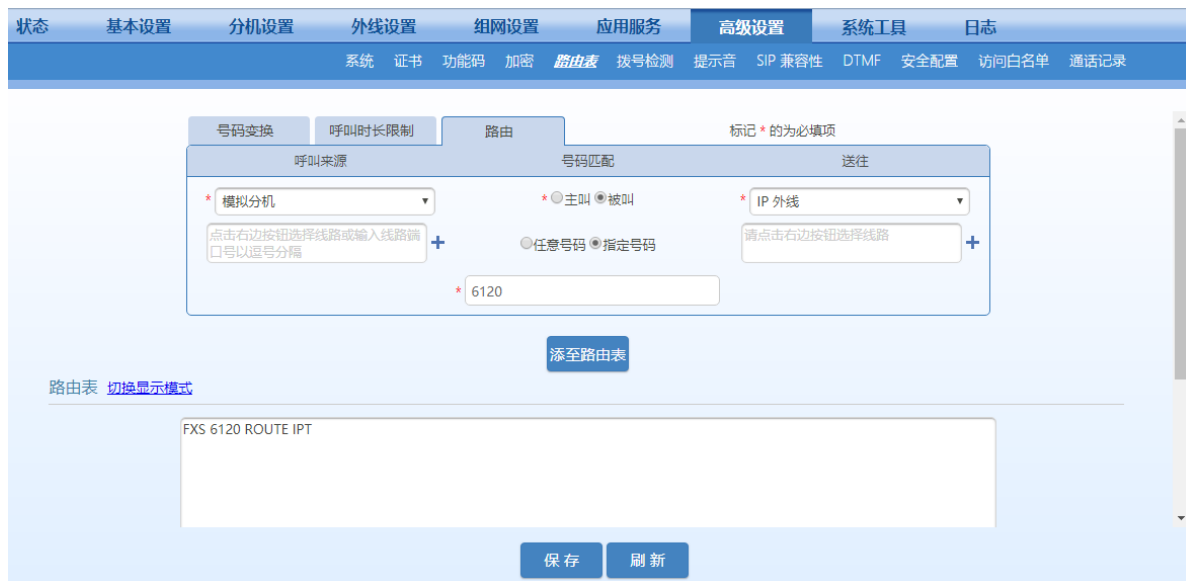 状态 基本设置 分机设置 外线设置 组网设置 应用服务 高级设置 系统工具 日志
系统 证书 功能码 加密 路由表 拨号检测 提示音 SIP 兼容性 DTMF 安全配置 访问白名单 通话记录
号码变换 呼叫时长限制 路由 标记 * 的为必填项
呼叫来源 号码匹配 送往
* 模拟分机 * 主叫 被叫 * IP 外线
点击右边按钮选择线路或输入线路端
口号以逗号分隔
+ 任意号码 指定号码 请点击右边按钮选择线路 +
* 6120
添至路由表
路由表 切换显示模式
FXS 6120 ROUTE IPT
保存 刷新